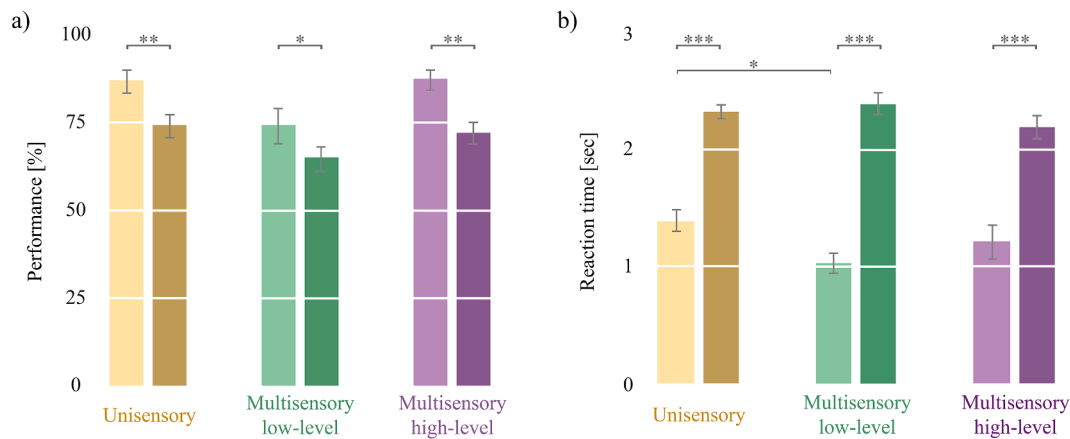 a)
Performance [%]
100
75
50
25
0
**
*
**
Unisensory
Multisensory
low-level
Multisensory
high-level
b)
Reaction time [sec]
3
2
1
0
***
*
***
***
Unisensory
Multisensory
low-level
Multisensory
high-level